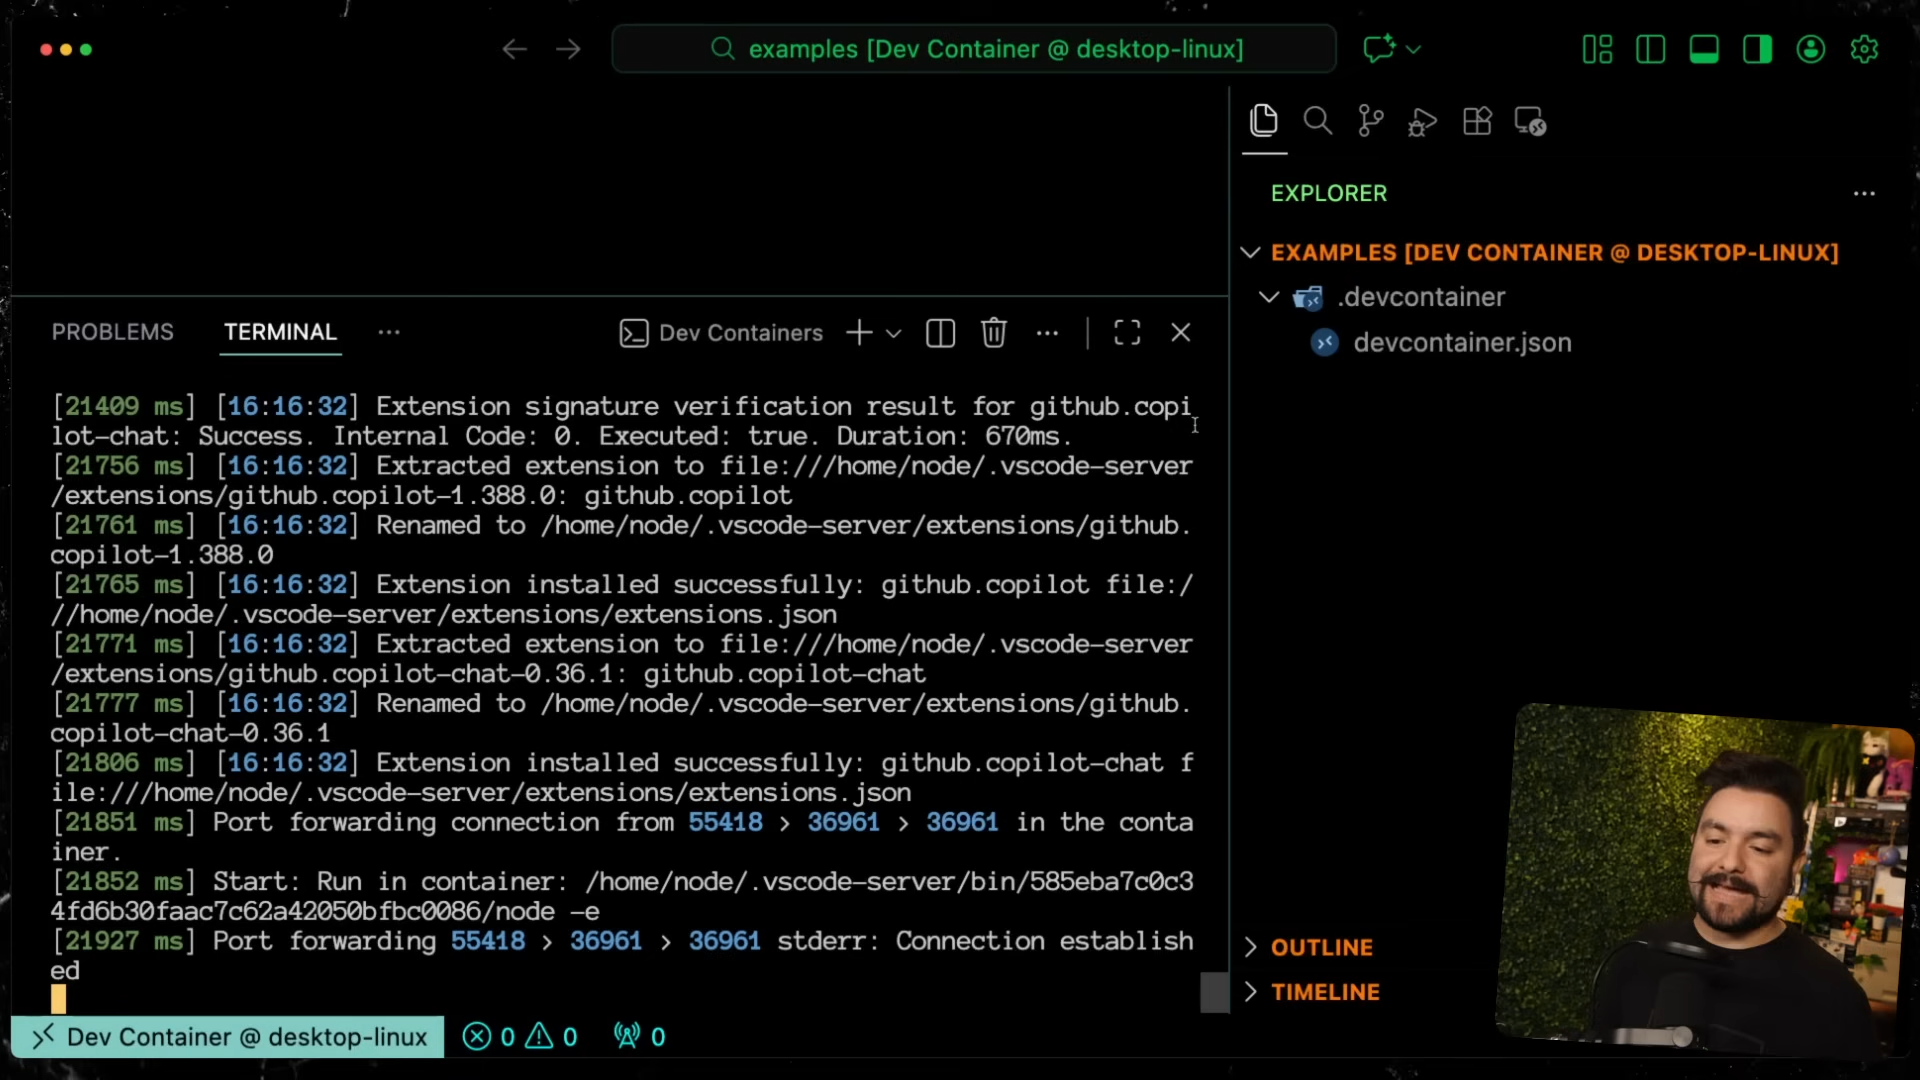 examples [Dev Container @ desktop-linux]
EXPLORER
EXAMPLES [DEV CONTAINER @ DESKTOP-LINUX]
.devcontainer
devcontainer.json
PROBLEMS TERMINAL Dev Containers
[21409 ms] [16:16:32] Extension signature verification result for github.copi
lot-chat: Success. Internal Code: 0. Executed: true. Duration: 670ms.
[21756 ms] [16:16:32] Extracted extension to file:///home/node/.vscode-server
/extensions/github.copilot-1.388.0: github.copilot
[21761 ms] [16:16:32] Renamed to /home/node/.vscode-server/extensions/github.
copilot-1.388.0
[21765 ms] [16:16:32] Extension installed successfully: github.copilot file:/
//home/node/.vscode-server/extensions/extensions.json
[21771 ms] [16:16:32] Extracted extension to file:///home/node/.vscode-server
/extensions/github.copilot-chat-0.36.1: github.copilot-chat
[21777 ms] [16:16:32] Renamed to /home/node/.vscode-server/extensions/github.
copilot-chat-0.36.1
[21806 ms] [16:16:32] Extension installed successfully: github.copilot-chat f
ile:///home/node/.vscode-server/extensions/extensions.json
[21851 ms] Port forwarding connection from 55418 > 36961 > 36961 in the conta
iner.
[21852 ms] Start: Run in container: /home/node/.vscode-server/bin/585eba7c0c3
4fd6b30faac7c62a42050bfbc0086/node -e
[21927 ms] Port forwarding 55418 > 36961 > 36961 stderr: Connection establish
ed
OUTLINE
TIMELINE
Dev Container @ desktop-linux 0 0 0